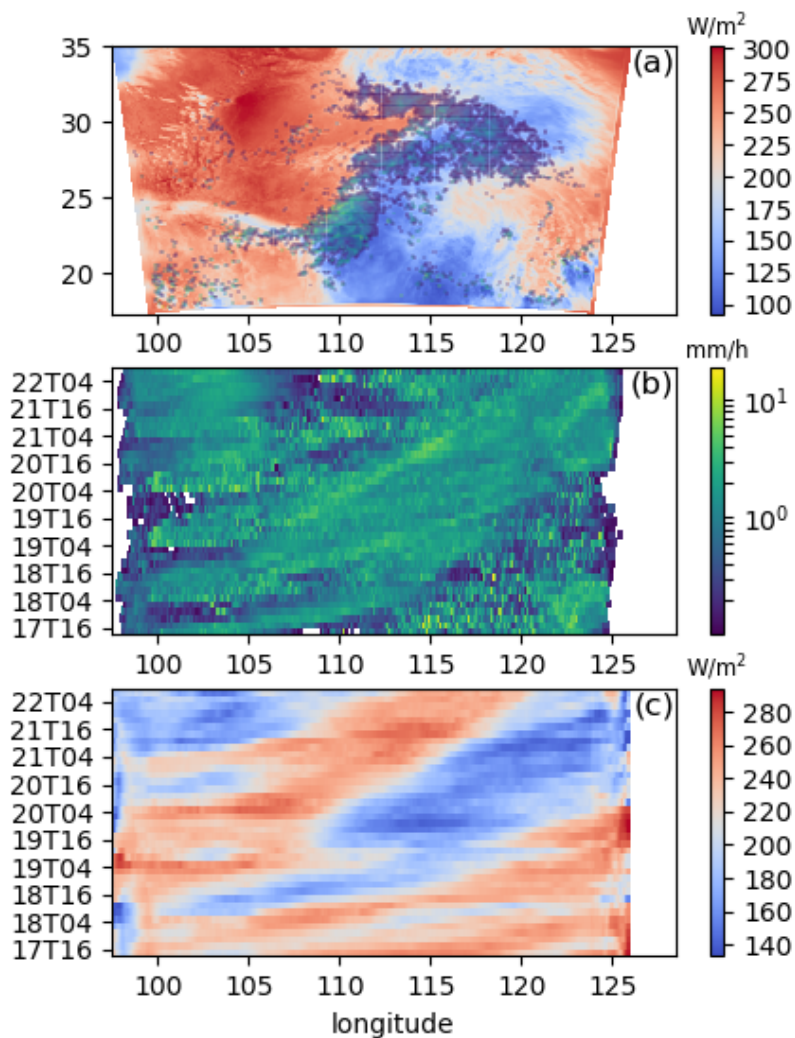 W/m²
(a)
35
30
25
20
300
275
250
225
200
175
150
125
100
100 105 110 115 120 125
mm/h
(b)
22T04
21T16
21T04
20T16
20T04
19T16
19T04
18T16
18T04
17T16
10¹
10⁰
100 105 110 115 120 125
W/m²
(c)
22T04
21T16
21T04
20T16
20T04
19T16
19T04
18T16
18T04
17T16
280
260
240
220
200
180
160
140
100 105 110 115 120 125
longitude